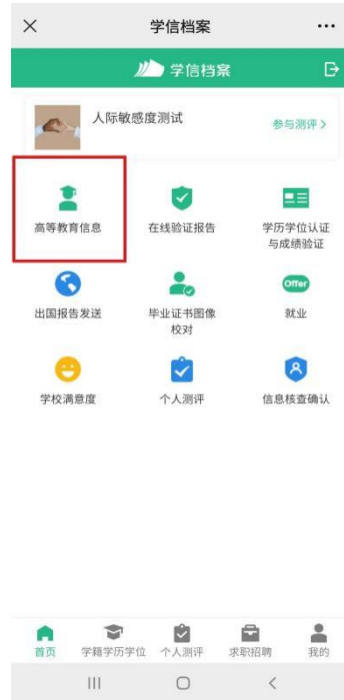 学信档案
学信档案
人际敏感度测试
参与测评 >
高等教育信息
在线验证报告
学历学位认证
与成绩验证
出国报告发送
毕业证书图像
校对
Offer
就业
学校满意度
个人测评
信息核查确认
首页
学籍学历学位
个人测评
求职招聘
我的